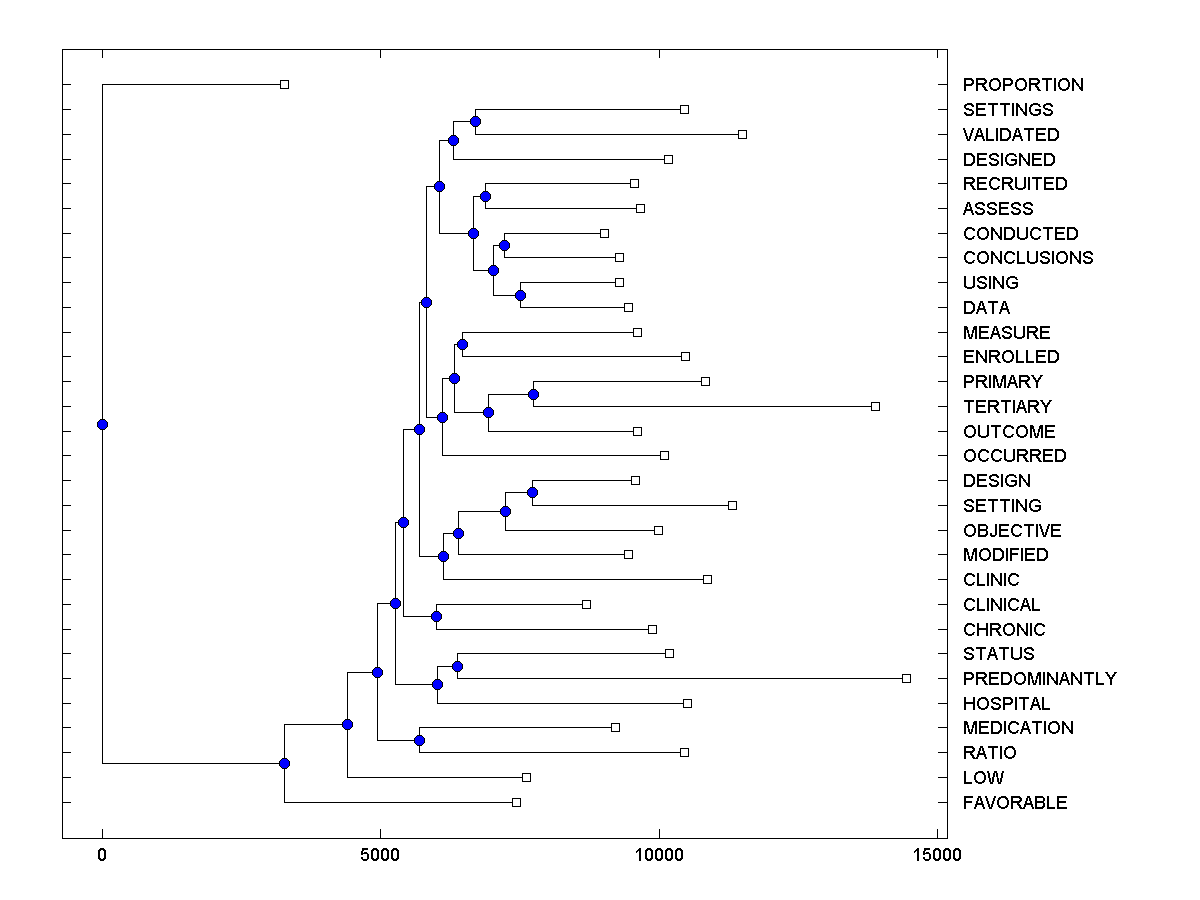 PROPORTION
SETTINGS
VALIDATED
DESIGNED
RECRUITED
ASSESS
CONDUCTED
CONCLUSIONS
USING
DATA
MEASURE
ENROLLED
PRIMARY
TERTIARY
OUTCOME
OCCURRED
DESIGN
SETTING
OBJECTIVE
MODIFIED
CLINIC
CLINICAL
CHRONIC
STATUS
PREDOMINANTLY
HOSPITAL
MEDICATION
RATIO
LOW
FAVORABLE
0 5000 10000 15000